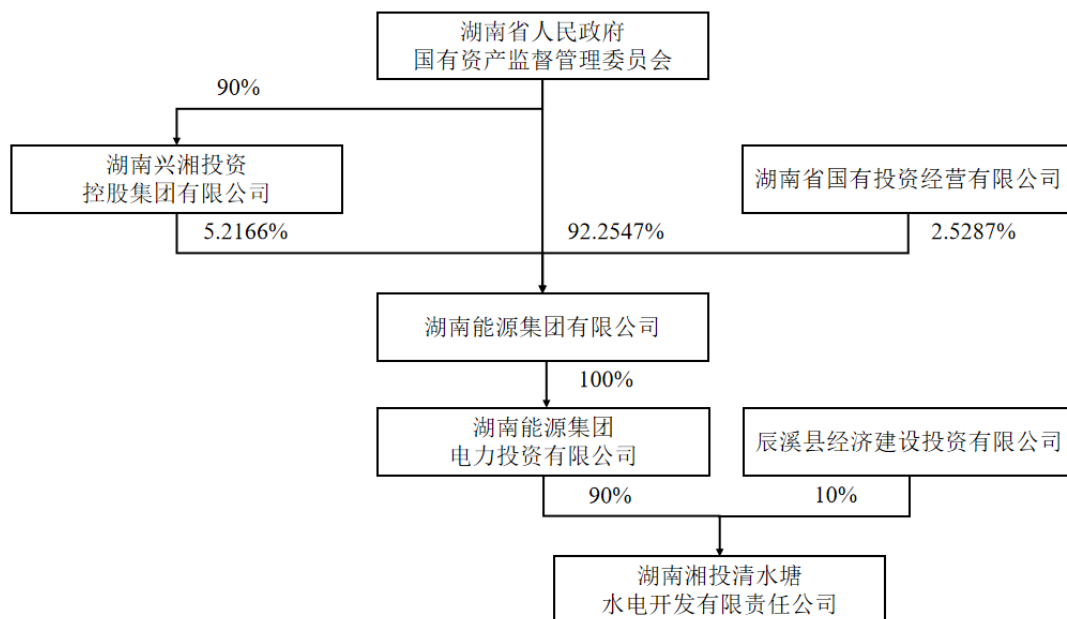 湖南省人民政府
国有资产监督管理委员会
90%
湖南兴湘投资
控股集团有限公司
湖南省国有投资经营有限公司
5.2166%
92.2547%
2.5287%
湖南能源集团有限公司
100%
湖南能源集团
电力投资有限公司
辰溪县经济建设投资有限公司
90%
10%
湖南湘投清水塘
水电开发有限责任公司